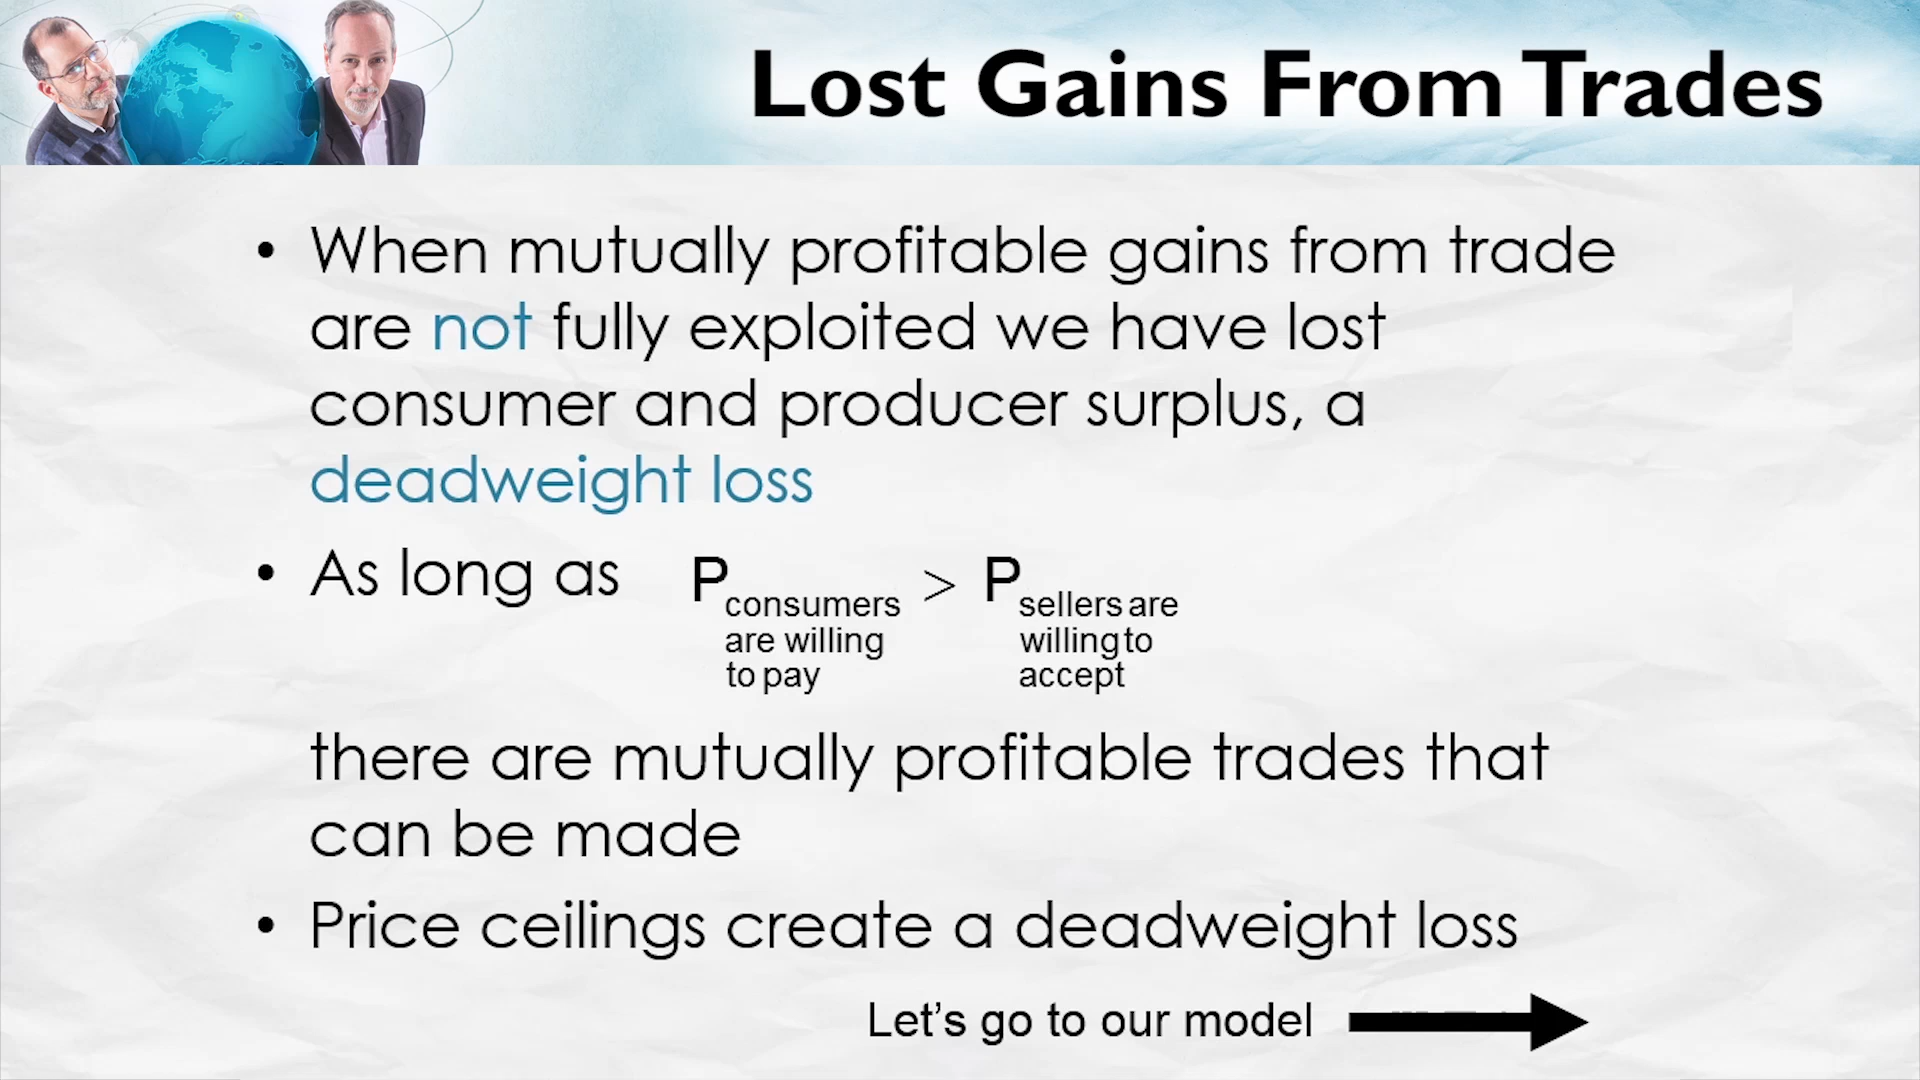 Lost Gains From Trades
• When mutually profitable gains from trade
are not fully exploited we have lost
consumer and producer surplus, a
deadweight loss
• As long as P consumers > P sellers are
are willing willing to
to pay accept
there are mutually profitable trades that
can be made
• Price ceilings create a deadweight loss
Let's go to our model